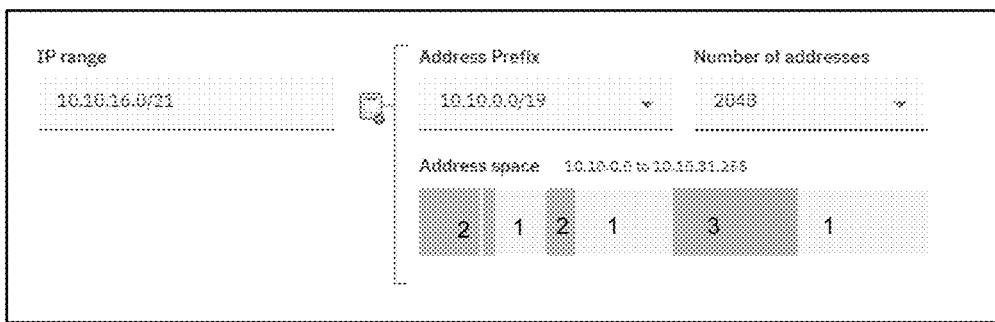 IP range
Address Prefix
Number of addresses
10.10.16.0/21
10.10.0.0/19
2048
Address space 10.10.0.0 to 10.10.31.255
2 1 2 1 3 1